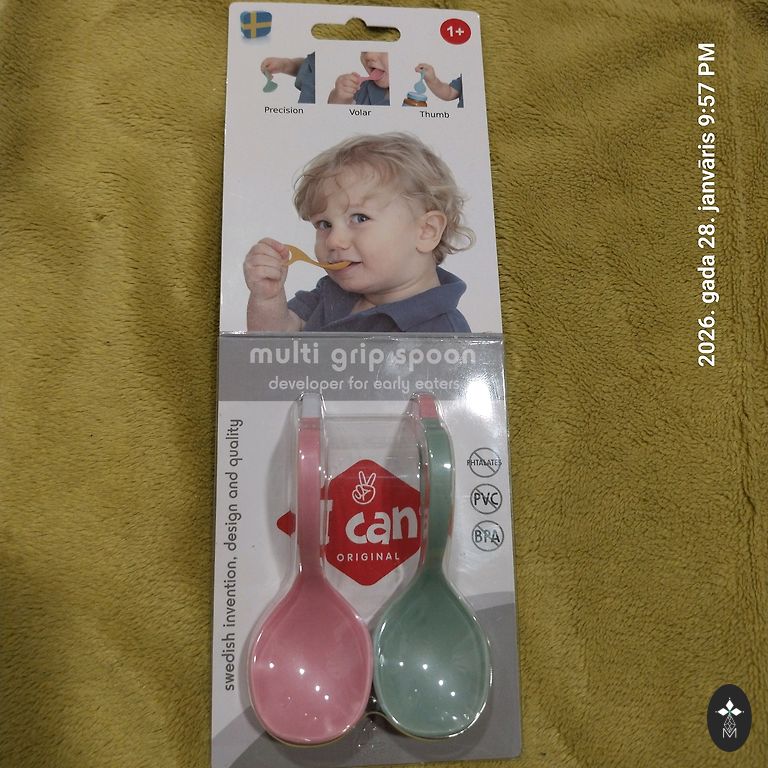 1+
Precision
Volar
Thumb
multi grip spoon
developer for early eaters
swedish invention, design and quality
PHTALATES
PVC
BPA
I can
ORIGINAL
2026. gada 28. janvāris 9:57 PM
M